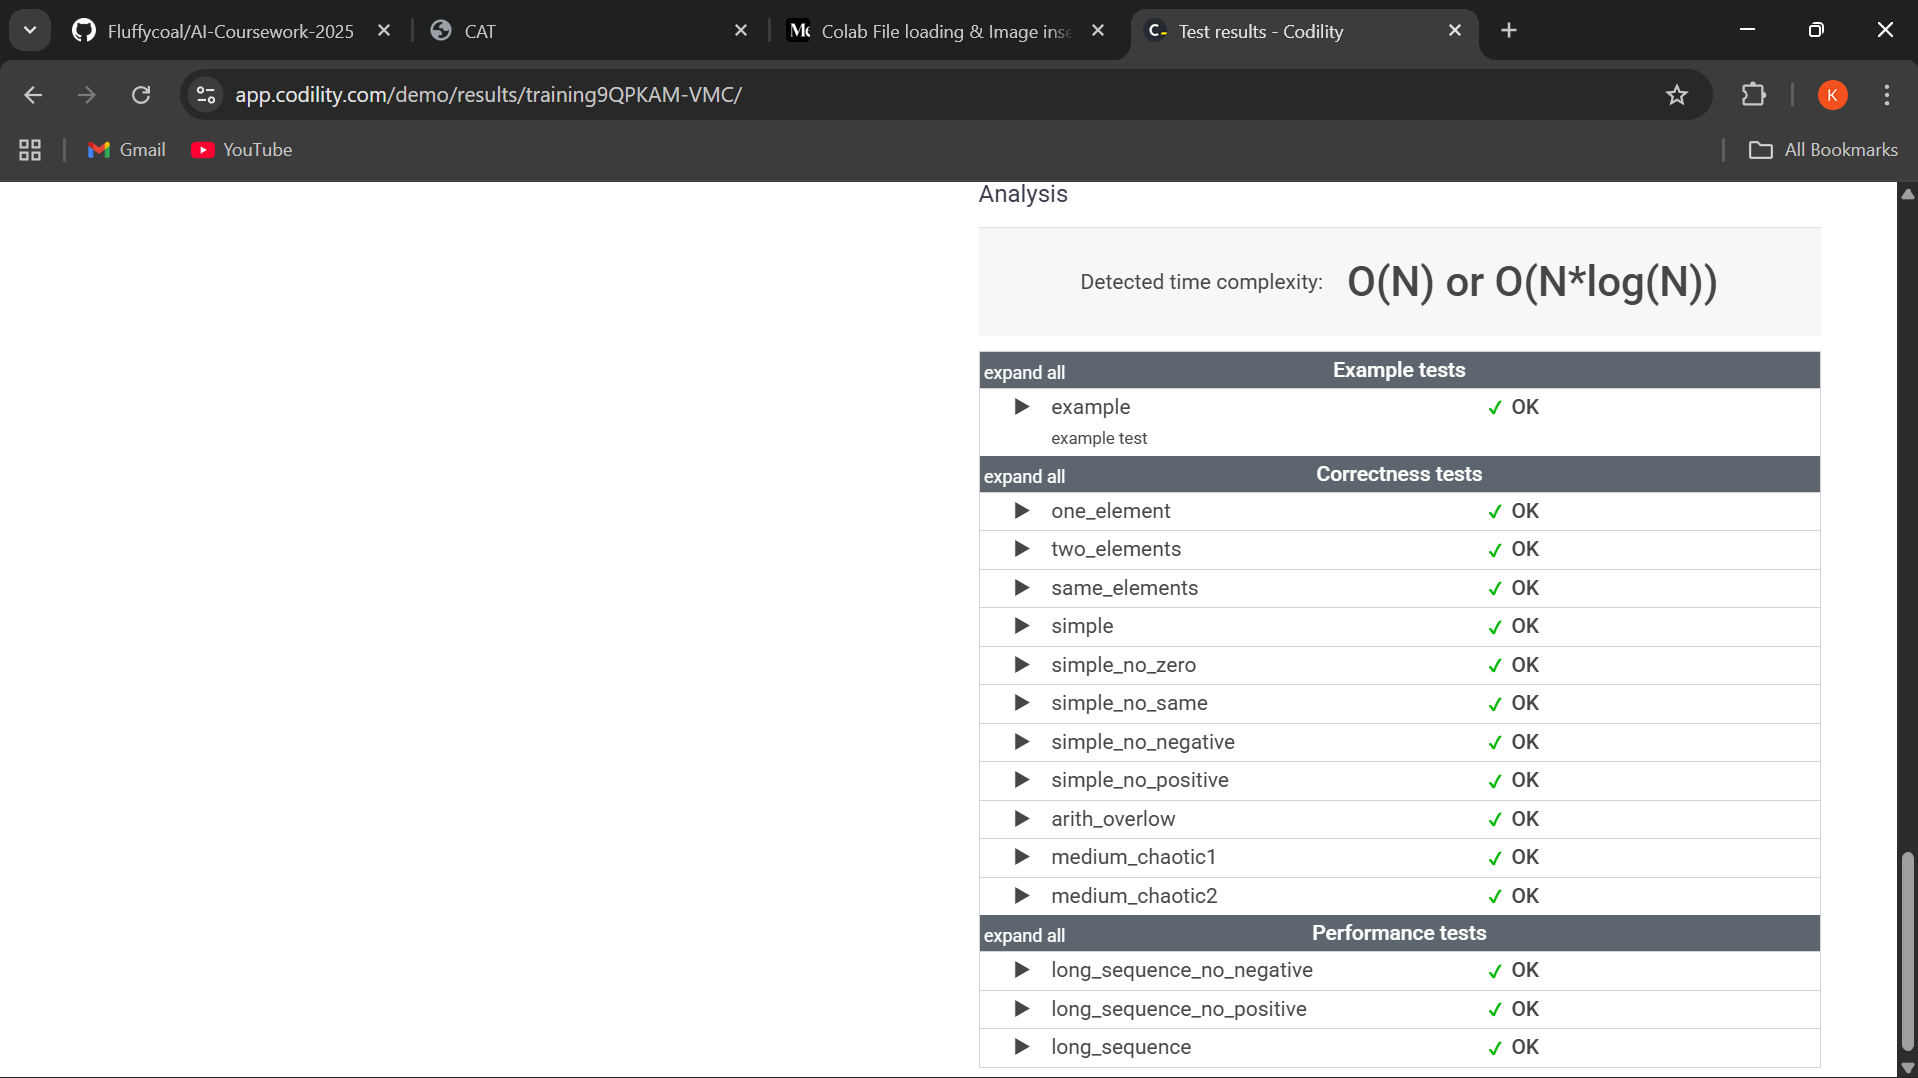 Fluffycoal/AI-Coursework-2025
CAT
Colab File loading & Image inse
Test results - Codility
app.codility.com/demo/results/training9QPKAM-VMC/
K
Gmail
YouTube
All Bookmarks
Analysis
Detected time complexity: O(N) or O(N*log(N))
expand all Example tests
example OK
example test
expand all Correctness tests
one_element OK
two_elements OK
same_elements OK
simple OK
simple_no_zero OK
simple_no_same OK
simple_no_negative OK
simple_no_positive OK
arith_overlow OK
medium_chaotic1 OK
medium_chaotic2 OK
expand all Performance tests
long_sequence_no_negative OK
long_sequence_no_positive OK
long_sequence OK